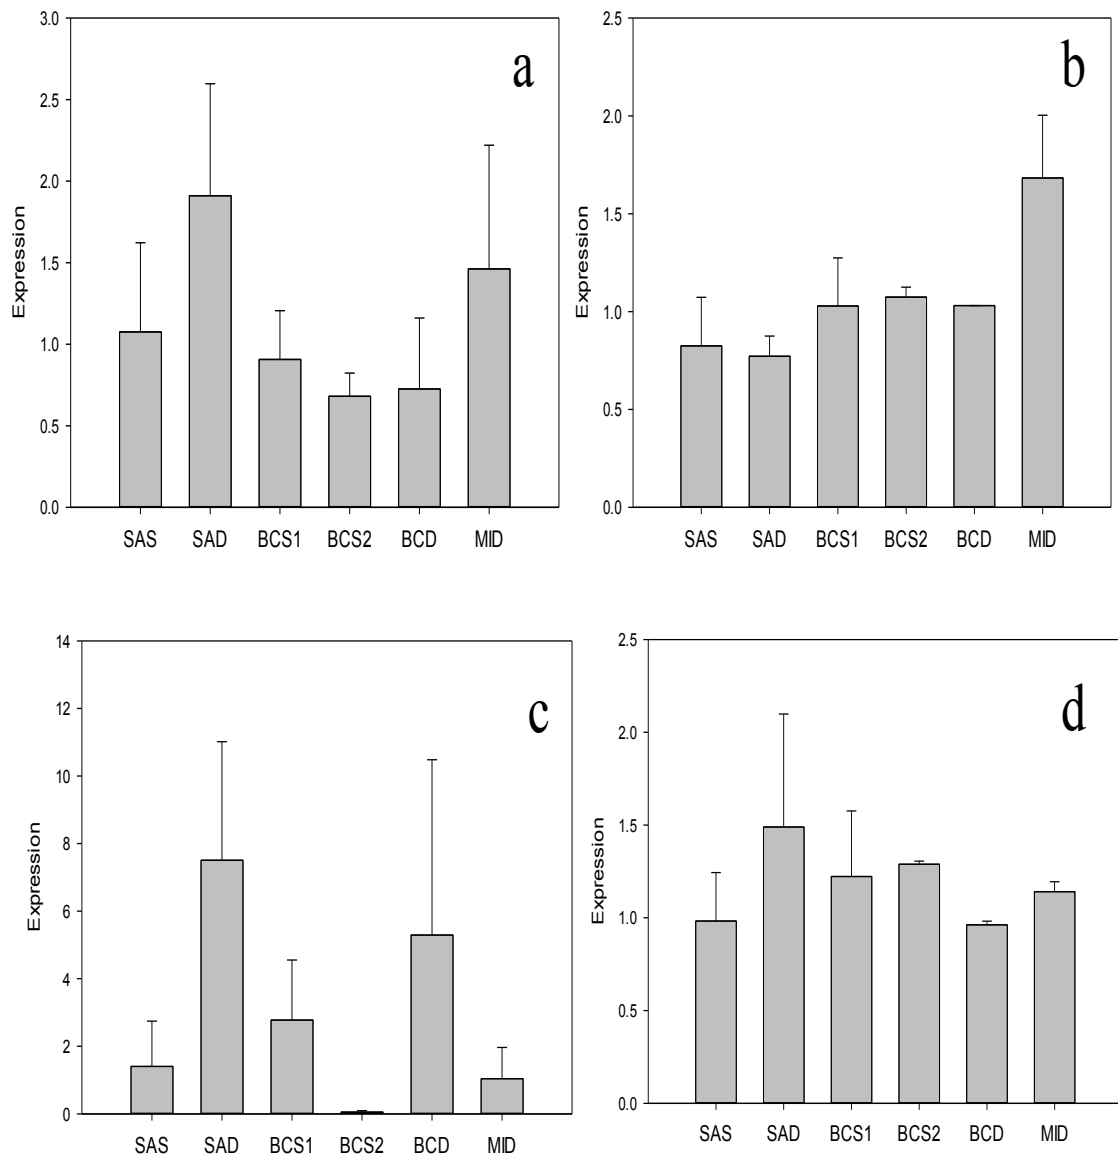 a
3.0
2.5
2.0
1.5
1.0
0.5
0.0
Expression
SAS SAD BCS1 BCS2 BCD MID
b
2.5
2.0
1.5
1.0
0.5
0.0
Expression
SAS SAD BCS1 BCS2 BCD MID
c
14
12
10
8
6
4
2
0
Expression
SAS SAD BCS1 BCS2 BCD MID
d
2.5
2.0
1.5
1.0
0.5
0.0
Expression
SAS SAD BCS1 BCS2 BCD MID